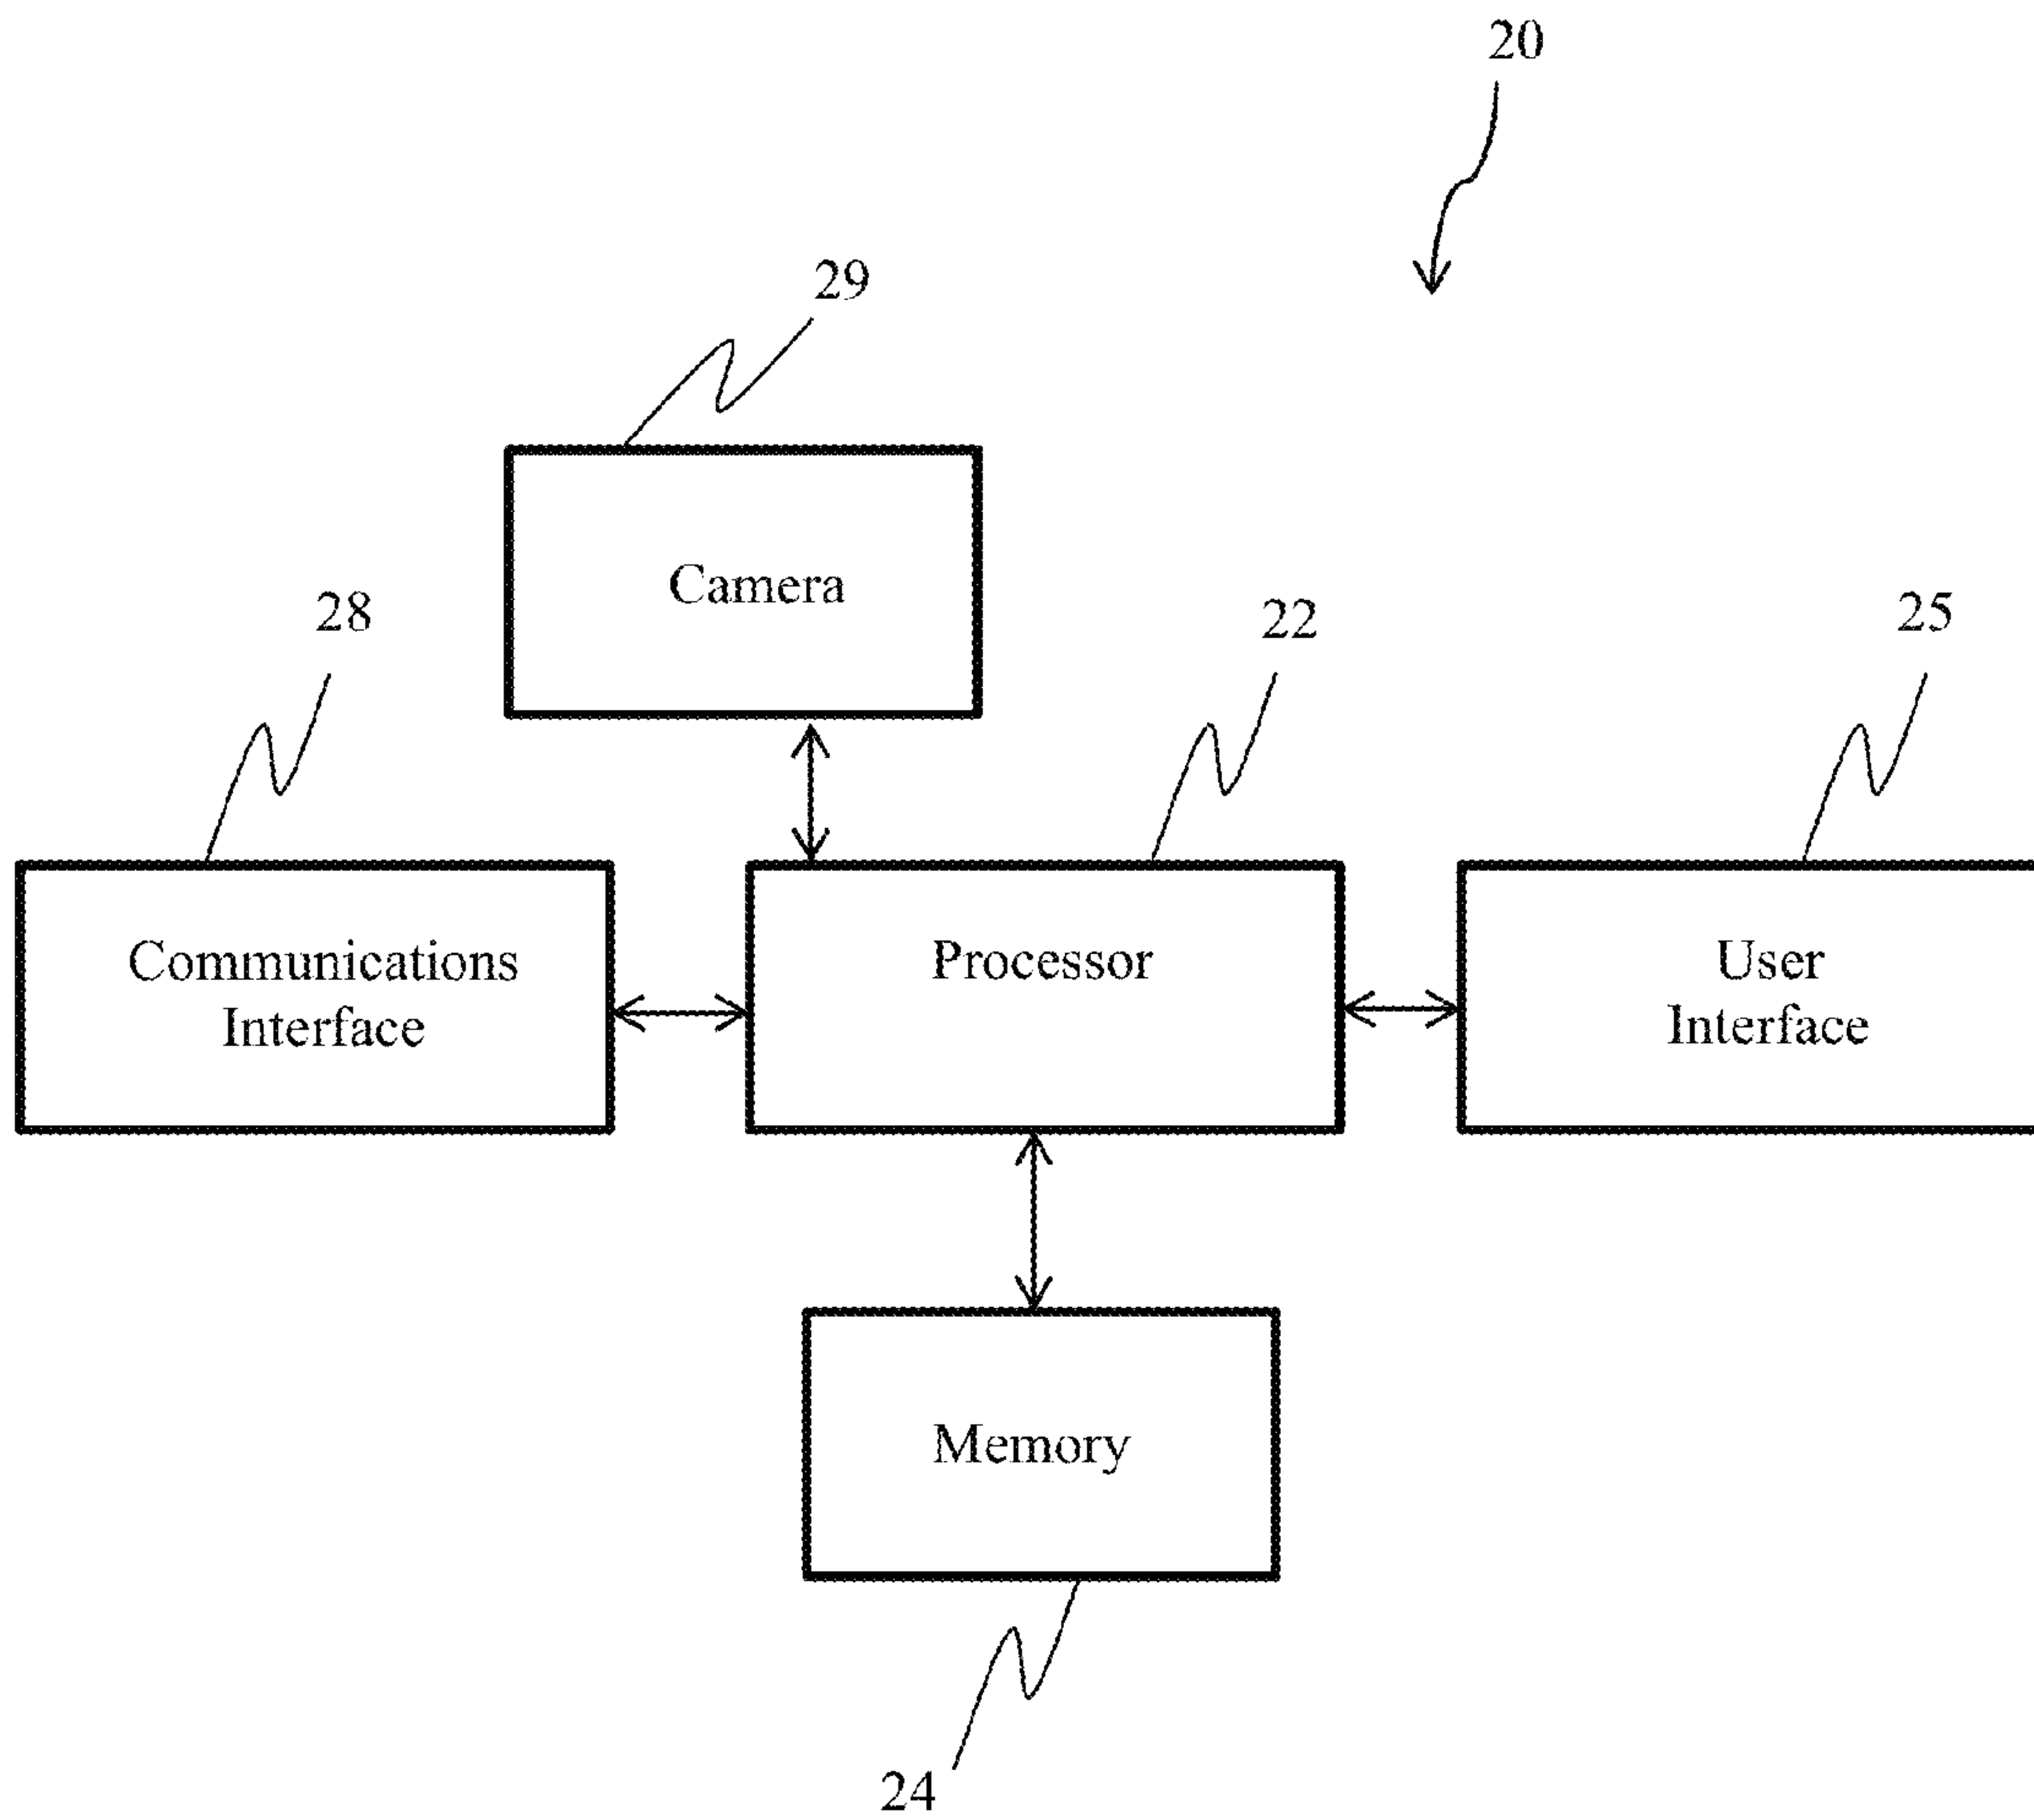 20
29
Camera
28
22
25
Communications
Interface
Processor
User
Interface
Memory
24